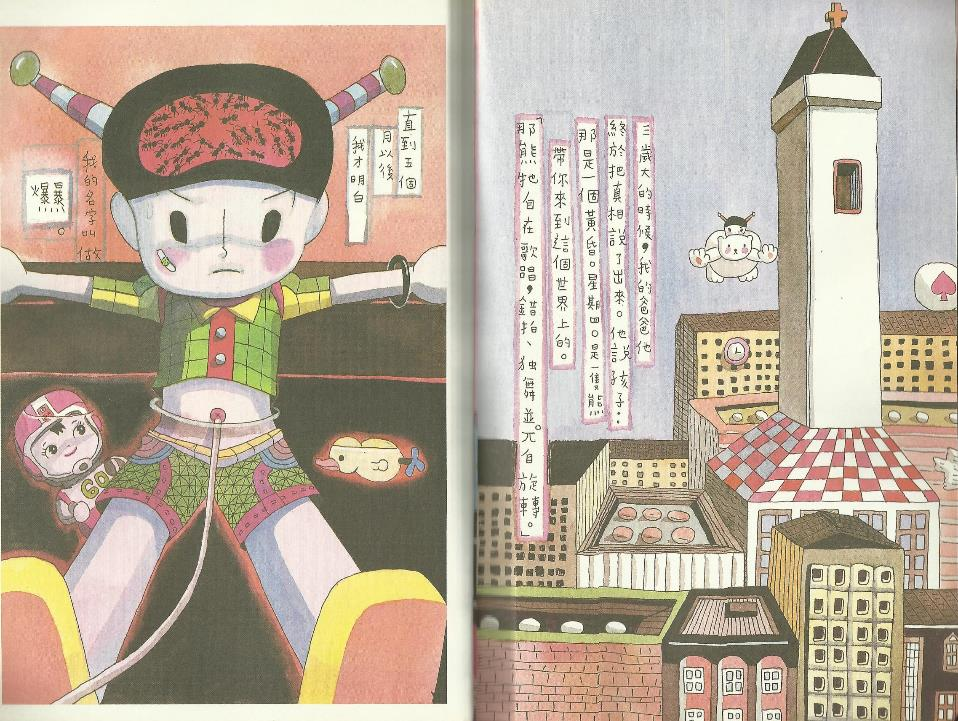 三歲大的時候，我的爸爸他
終於把真相說了出來。他說孩子：
那是一個黃昏。星期四。是一隻熊
帶你來到這個世界上的。
「那熊牠自在歌唱，錯拍、独舞並兀自旋轉。」
直到五個
月以後
我才明白
我的名字叫做
爆。